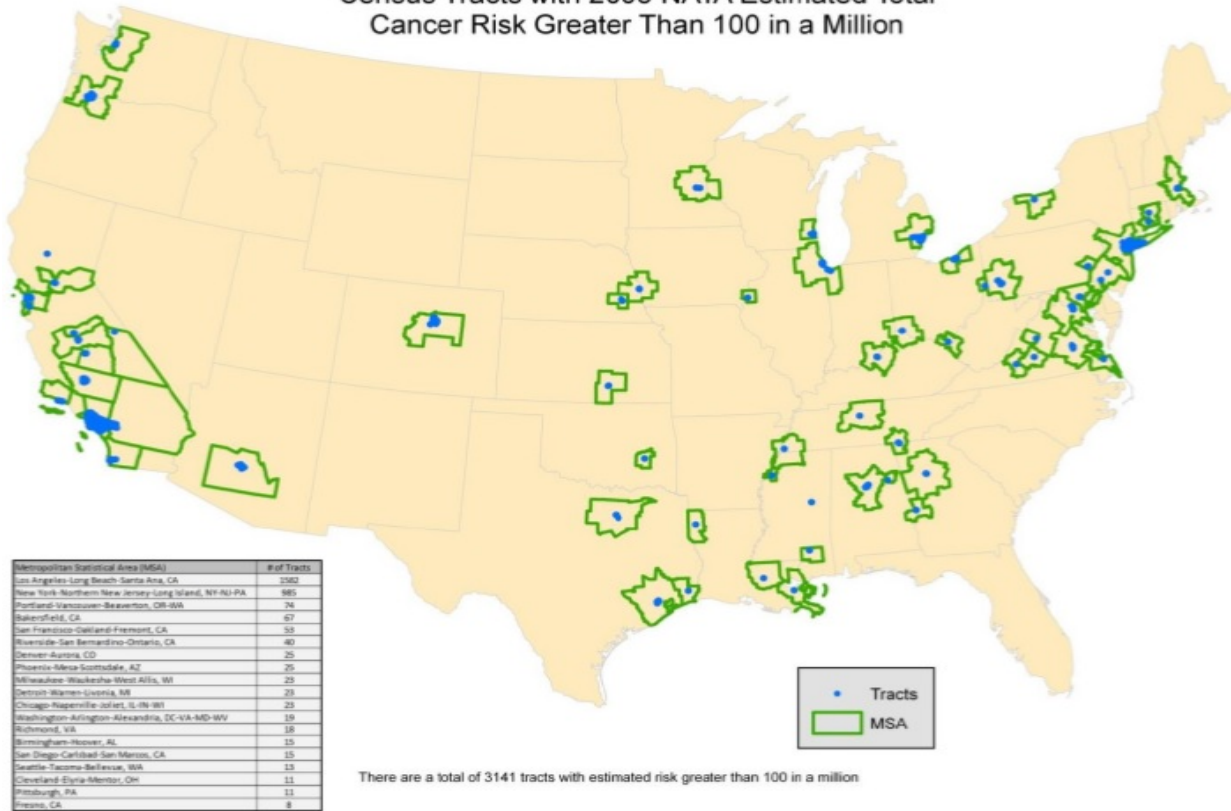 Census Tracts with 2005 NATA Estimated Total
Cancer Risk Greater Than 100 in a Million
Metropolitan Statistical Area (MSA) # of Tracts
Los Angeles-Long Beach-Santa Ana, CA 1582
New York-Northern New Jersey-Long Island, NY-NJ-PA 985
Portland-Vancouver-Beaverton, OR-WA 74
Bakersfield, CA 67
San Francisco-Oakland-Fremont, CA 53
Riverside-San Bernardino-Ontario, CA 40
Denver-Aurora, CO 25
Phoenix-Mesa-Scottsdale, AZ 25
Milwaukee-Waukesha-West Allis, WI 23
Detroit-Warren-Livonia, MI 23
Chicago-Naperville-Joliet, IL-IN-WI 23
Washington-Arlington-Alexandria, DC-VA-MD-WV 19
Richmond, VA 18
Birmingham-Hoover, AL 15
San Diego-Carlsbad-San Marcos, CA 15
Seattle-Tacoma-Bellevue, WA 13
Cleveland-Elyria-Mentor, OH 11
Pittsburgh, PA 11
Fresno, CA 8
Tracts
MSA
There are a total of 3141 tracts with estimated risk greater than 100 in a million